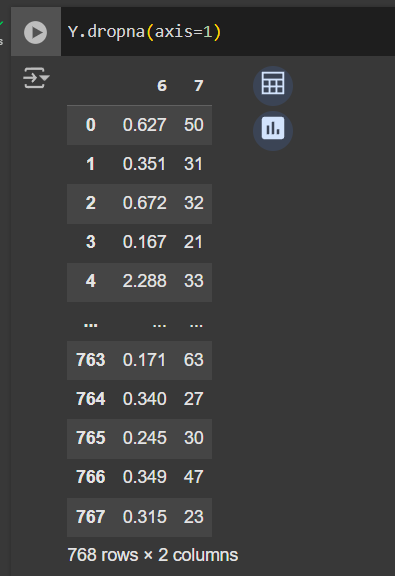 Y.dropna(axis=1)
6 7
0 0.627 50
1 0.351 31
2 0.672 32
3 0.167 21
4 2.288 33
... ... ...
763 0.171 63
764 0.340 27
765 0.245 30
766 0.349 47
767 0.315 23
768 rows × 2 columns